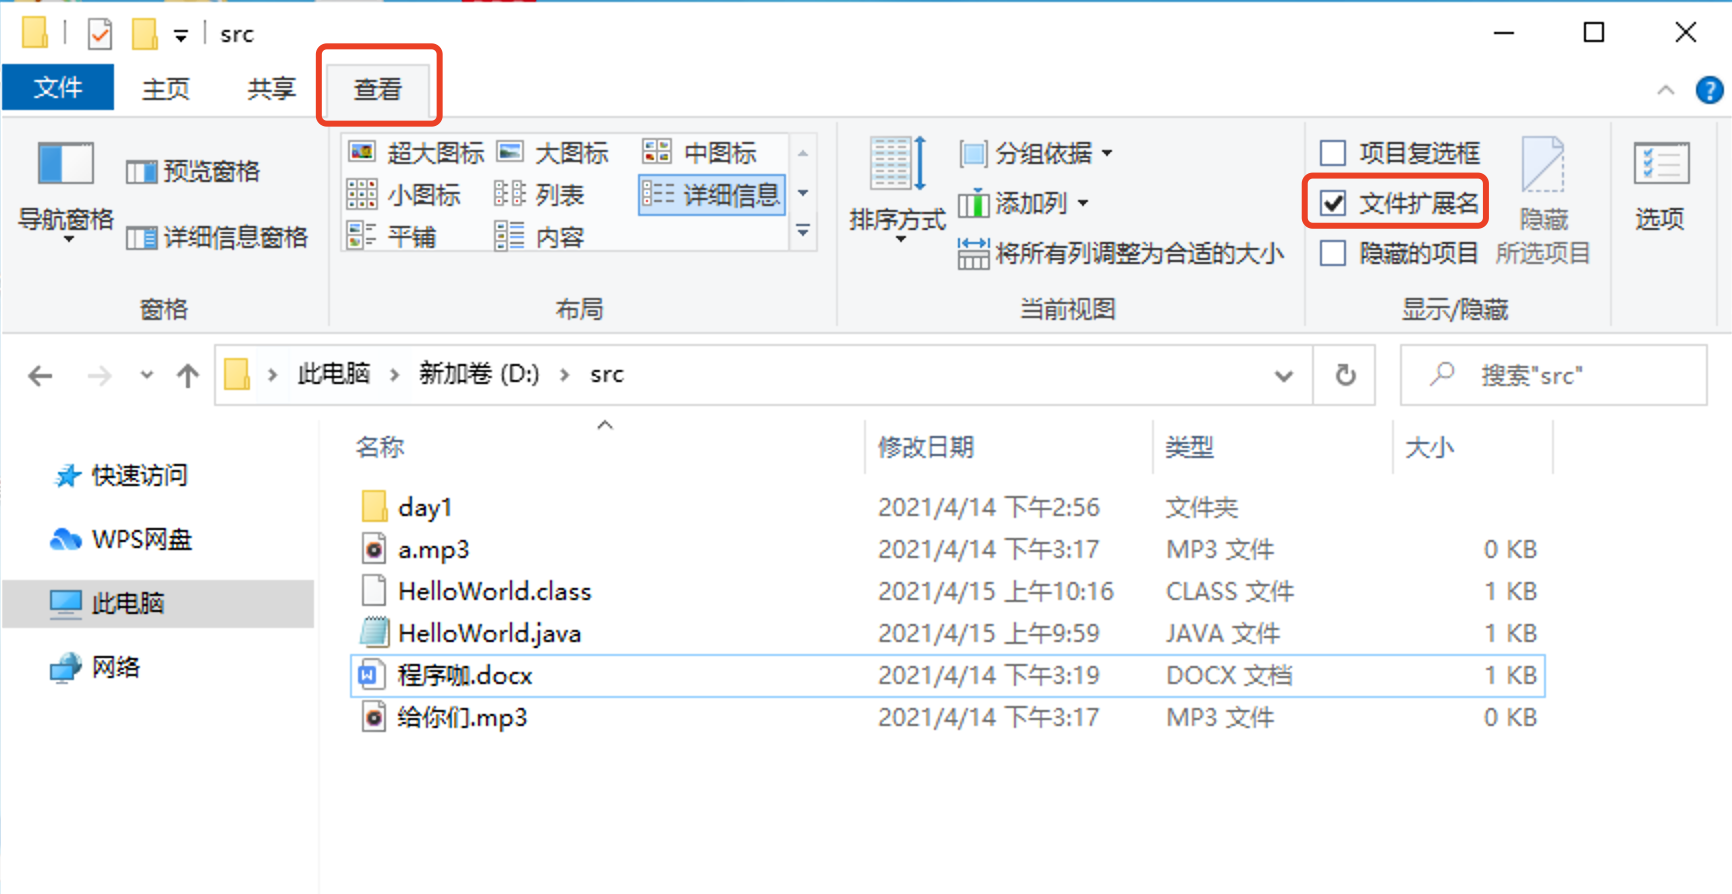 src
文件 主页 共享 查看
导航窗格
预览窗格
详细信息窗格
窗格
超大图标 大图标 中图标
小图标 列表 详细信息
平铺 内容
布局
排序方式
分组依据
添加列
将所有列调整为合适的大小
当前视图
项目复选框
文件扩展名
隐藏的项目
隐藏
所选项目
显示/隐藏
选项
此电脑 新加卷 (D:) src
搜索"src"
快速访问
WPS网盘
此电脑
网络
名称 修改日期 类型 大小
day1 2021/4/14 下午2:56 文件夹
a.mp3 2021/4/14 下午3:17 MP3 文件 0 KB
HelloWorld.class 2021/4/15 上午10:16 CLASS 文件 1 KB
HelloWorld.java 2021/4/15 上午9:59 JAVA 文件 1 KB
程序咖.docx 2021/4/14 下午3:19 DOCX 文档 1 KB
给你们.mp3 2021/4/14 下午3:17 MP3 文件 0 KB